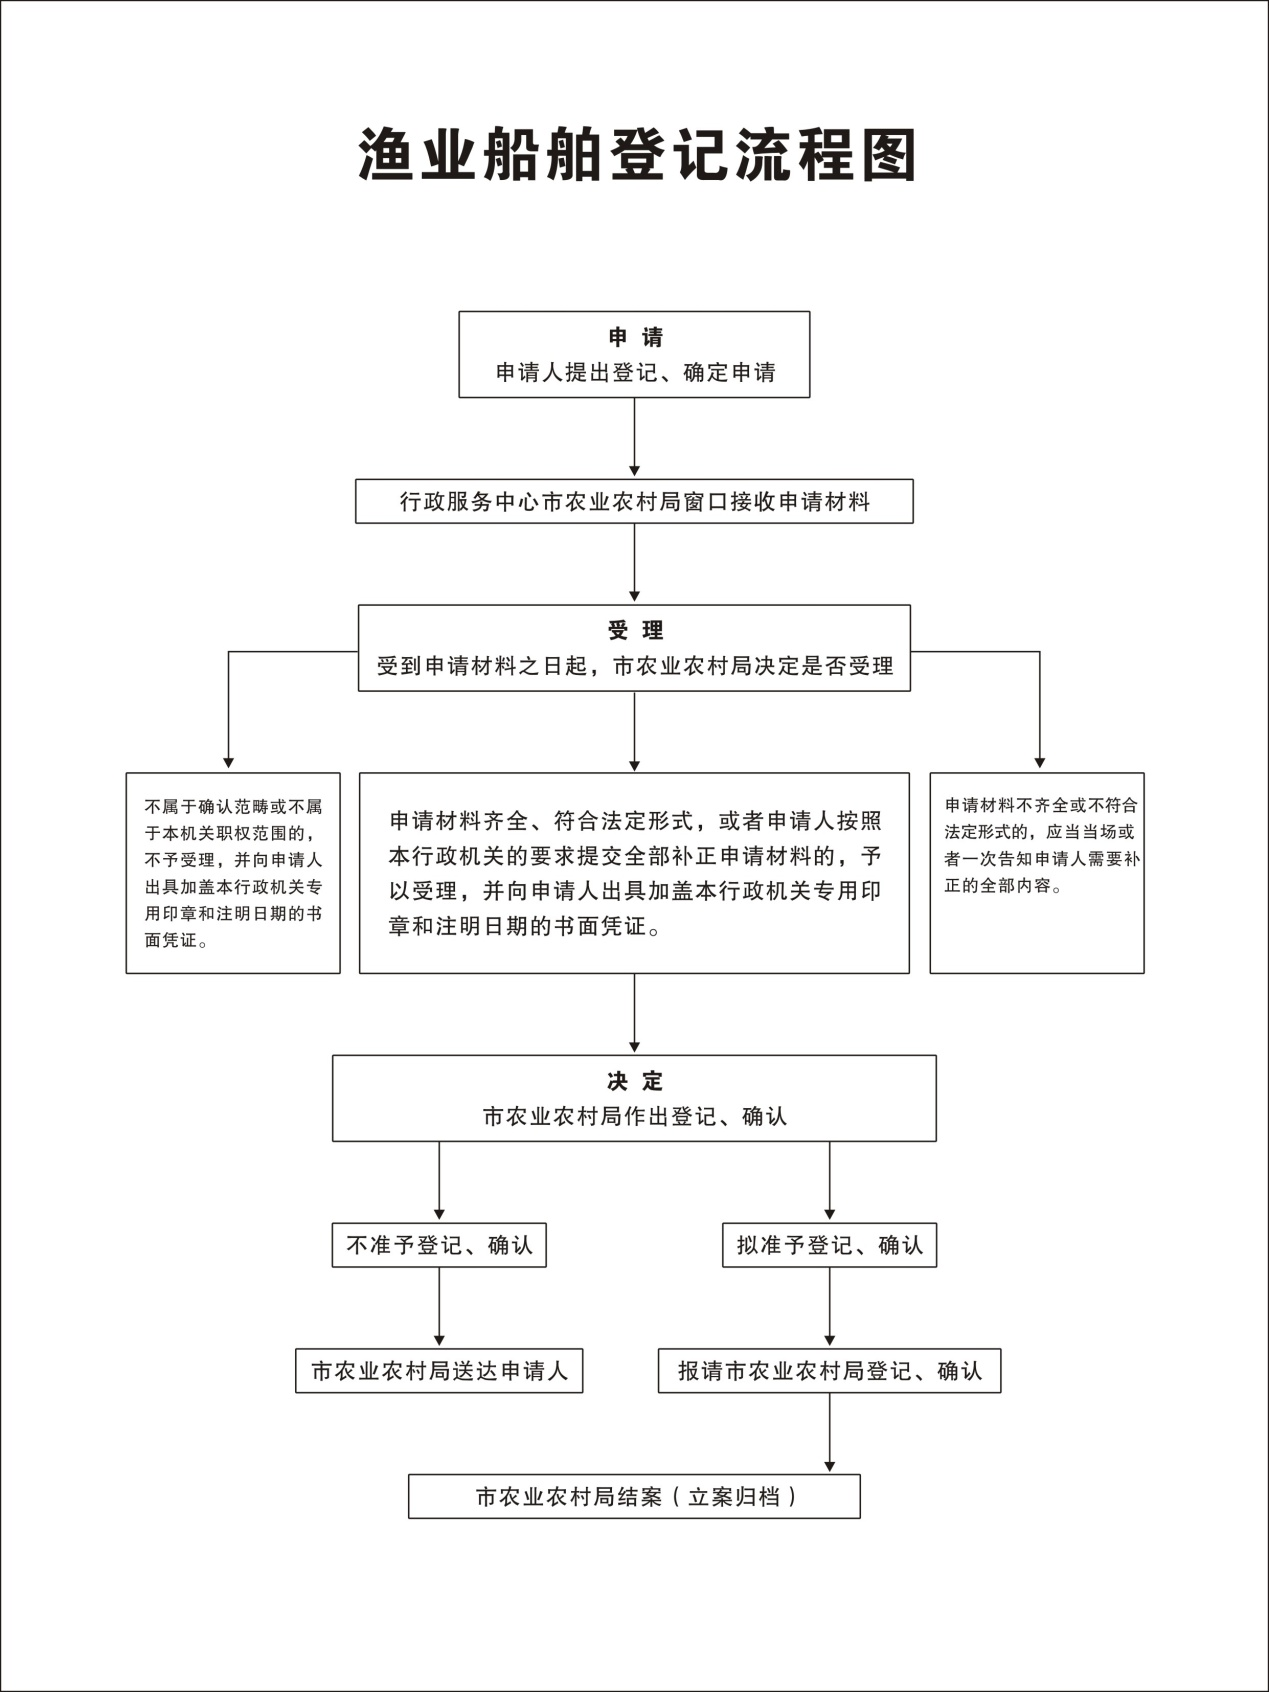 渔业船舶登记流程图
申 请
申请人提出登记、确定申请
行政服务中心市农业农村局窗口接收申请材料
受 理
受到申请材料之日起，市农业农村局决定是否受理
不属于确认范畴或不属
于本机关职权范围的，
不予受理，并向申请人
出具加盖本行政机关专
用印章和注明日期的书
面凭证。
申请材料齐全、符合法定形式，或者申请人按照
本行政机关的要求提交全部补正申请材料的，予
以受理，并向申请人出具加盖本行政机关专用印
章和注明日期的书面凭证。
申请材料不齐全或不符合
法定形式的，应当当场或
者一次告知申请人需要补
正的全部内容。
决 定
市农业农村局作出登记、确认
不准予登记、确认
拟准予登记、确认
市农业农村局送达申请人
报请市农业农村局登记、确认
市农业农村局结案（立案归档）